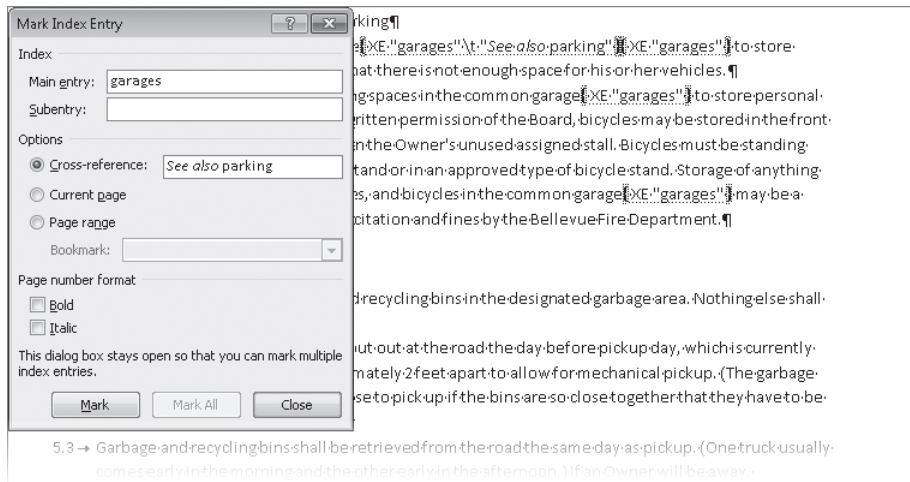 Mark Index Entry
Index
Main entry: garages
Subentry:
Options
Cross-reference: See also parking
Current page
Page range
Bookmark:
Page number format
Bold
Italic
This dialog box stays open so that you can mark multiple
index entries.
Mark Mark All Close
rking¶
{·XE·"garages"·\t·"See·also·parking"·}{·XE·"garages"·}·to·store·
at·there·is·not·enough·space·for·his·or·her·vehicles.·¶
ng·spaces·in·the·common·garage{·XE·"garages"·}·to·store·personal·
ritten·permission·of·the·Board,·bicycles·may·be·stored·in·the·front·
n·the·Owner's·unused·assigned·stall.·Bicycles·must·be·standing·
tand·or·in·an·approved·type·of·bicycle·stand.·Storage·of·anything·
es,·and·bicycles·in·the·common·garage{·XE·"garages"·}·may·be·a·
citation·and·fines·by·the·Bellevue·Fire·Department.¶
d·recycling·bins·in·the·designated·garbage·area.·Nothing·else·shall·
ut·out·at·the·road·the·day·before·pickup·day,·which·is·currently·
mately·2·feet·apart·to·allow·for·mechanical·pickup.·(The·garbage·
se·to·pick·up·if·the·bins·are·so·close·together·that·they·have·to·be·
5.3 → Garbage·and·recycling·bins·shall·be·retrieved·from·the·road·the·same·day·as·pickup.·(One·truck·usually·
comes·early·in·the·morning·and·the·other·early·in·the·afternoon.)·If·an·Owner·will·be·away,·